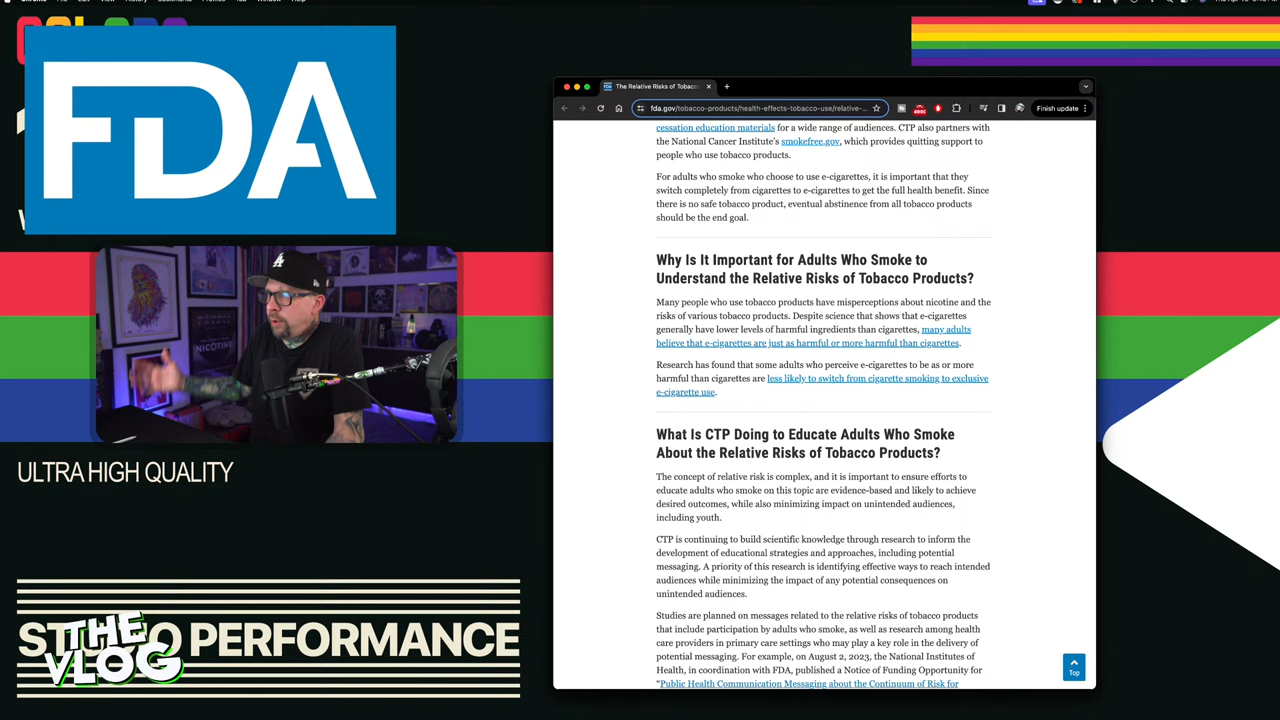 FDA
The Relative Risks of Tobacc
fda.gov/tobacco-products/health-effects-tobacco-use/relative-...
Finish update
cessation education materials for a wide range of audiences. CTP also partners with
the National Cancer Institute's smokefree.gov, which provides quitting support to
people who use tobacco products.
For adults who smoke who choose to use e-cigarettes, it is important that they
switch completely from cigarettes to e-cigarettes to get the full health benefit. Since
there is no safe tobacco product, eventual abstinence from all tobacco products
should be the end goal.
Why Is It Important for Adults Who Smoke to
Understand the Relative Risks of Tobacco Products?
Many people who use tobacco products have misperceptions about nicotine and the
risks of various tobacco products. Despite science that shows that e-cigarettes
generally have lower levels of harmful ingredients than cigarettes, many adults
believe that e-cigarettes are just as harmful or more harmful than cigarettes.
Research has found that some adults who perceive e-cigarettes to be as or more
harmful than cigarettes are less likely to switch from cigarette smoking to exclusive
e-cigarette use.
What Is CTP Doing to Educate Adults Who Smoke
About the Relative Risks of Tobacco Products?
The concept of relative risk is complex, and it is important to ensure efforts to
educate adults who smoke on this topic are evidence-based and likely to achieve
desired outcomes, while also minimizing impact on unintended audiences,
including youth.
CTP is continuing to build scientific knowledge through research to inform the
development of educational strategies and approaches, including potential
messaging. A priority of this research is identifying effective ways to reach intended
audiences while minimizing the impact of any potential consequences on
unintended audiences.
Studies are planned on messages related to the relative risks of tobacco products
that include participation by adults who smoke, as well as research among health
care providers in primary care settings who may play a key role in the delivery of
potential messaging. For example, on August 2, 2023, the National Institutes of
Health, in coordination with FDA, published a Notice of Funding Opportunity for
"Public Health Communication Messaging about the Continuum of Risk for
Top
NICOTINE
A
ULTRA HIGH QUALITY
PERFORMANCE
THE
VLOG